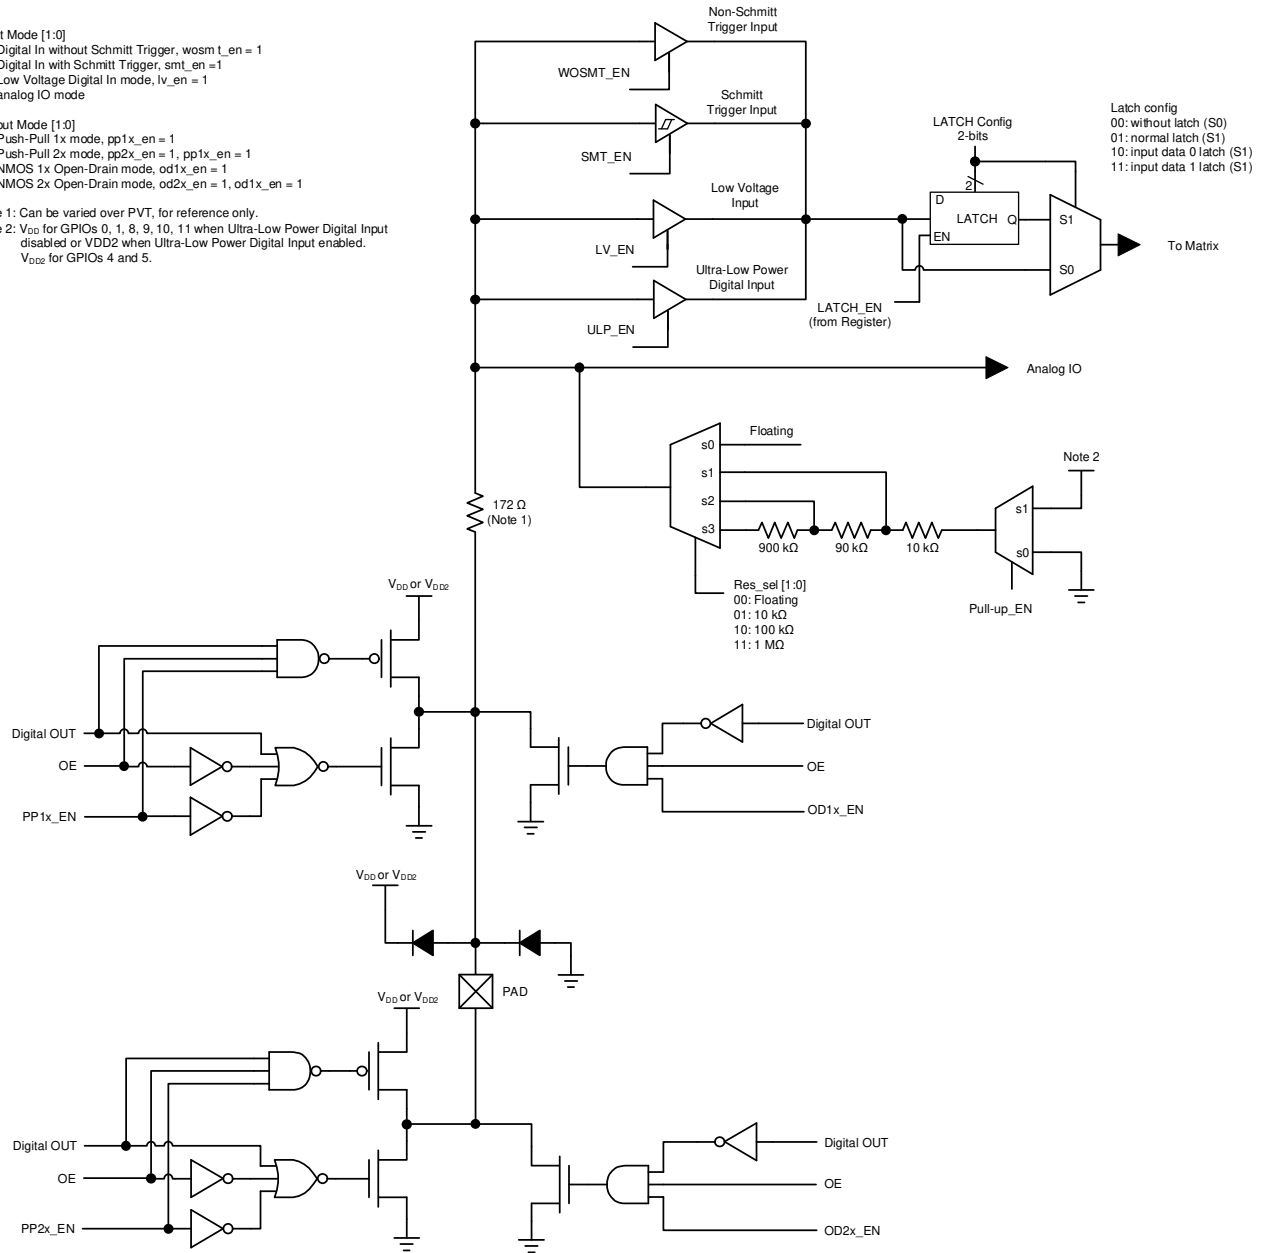 t Mode [1:0]
Digital In without Schmitt Trigger, wosmt_en = 1
Digital In with Schmitt Trigger, smt_en =1
Low Voltage Digital In mode, lv_en = 1
analog IO mode
out Mode [1:0]
Push-Pull 1x mode, pp1x_en = 1
Push-Pull 2x mode, pp2x_en = 1, pp1x_en = 1
NMOS 1x Open-Drain mode, od1x_en = 1
NMOS 2x Open-Drain mode, od2x_en = 1, od1x_en = 1
e 1: Can be varied over PVT, for reference only.
e 2: VDD for GPIOs 0, 1, 8, 9, 10, 11 when Ultra-Low Power Digital Input
disabled or VDD2 when Ultra-Low Power Digital Input enabled.
VDD2 for GPIOs 4 and 5.
Non-Schmitt
Trigger Input
WOSMT_EN
Schmitt
Trigger Input
SMT_EN
Low Voltage
Input
LV_EN
Ultra-Low Power
Digital Input
ULP_EN
LATCH Config
2-bits
2
D
LATCH
Q
EN
S1
S0
LATCH_EN
(from Register)
To Matrix
Latch config
00: without latch (S0)
01: normal latch (S1)
10: input data 0 latch (S1)
11: input data 1 latch (S1)
Analog IO
Floating
s0
s1
s2
s3
900 kΩ
90 kΩ
10 kΩ
Note 2
s1
s0
Pull-up_EN
Res_sel [1:0]
00: Floating
01: 10 kΩ
10: 100 kΩ
11: 1 MΩ
172 Ω
(Note 1)
VDD or VDD2
Digital OUT
OE
PP1x_EN
Digital OUT
OE
OD1x_EN
VDD or VDD2
PAD
VDD or VDD2
Digital OUT
OE
PP2x_EN
Digital OUT
OE
OD2x_EN